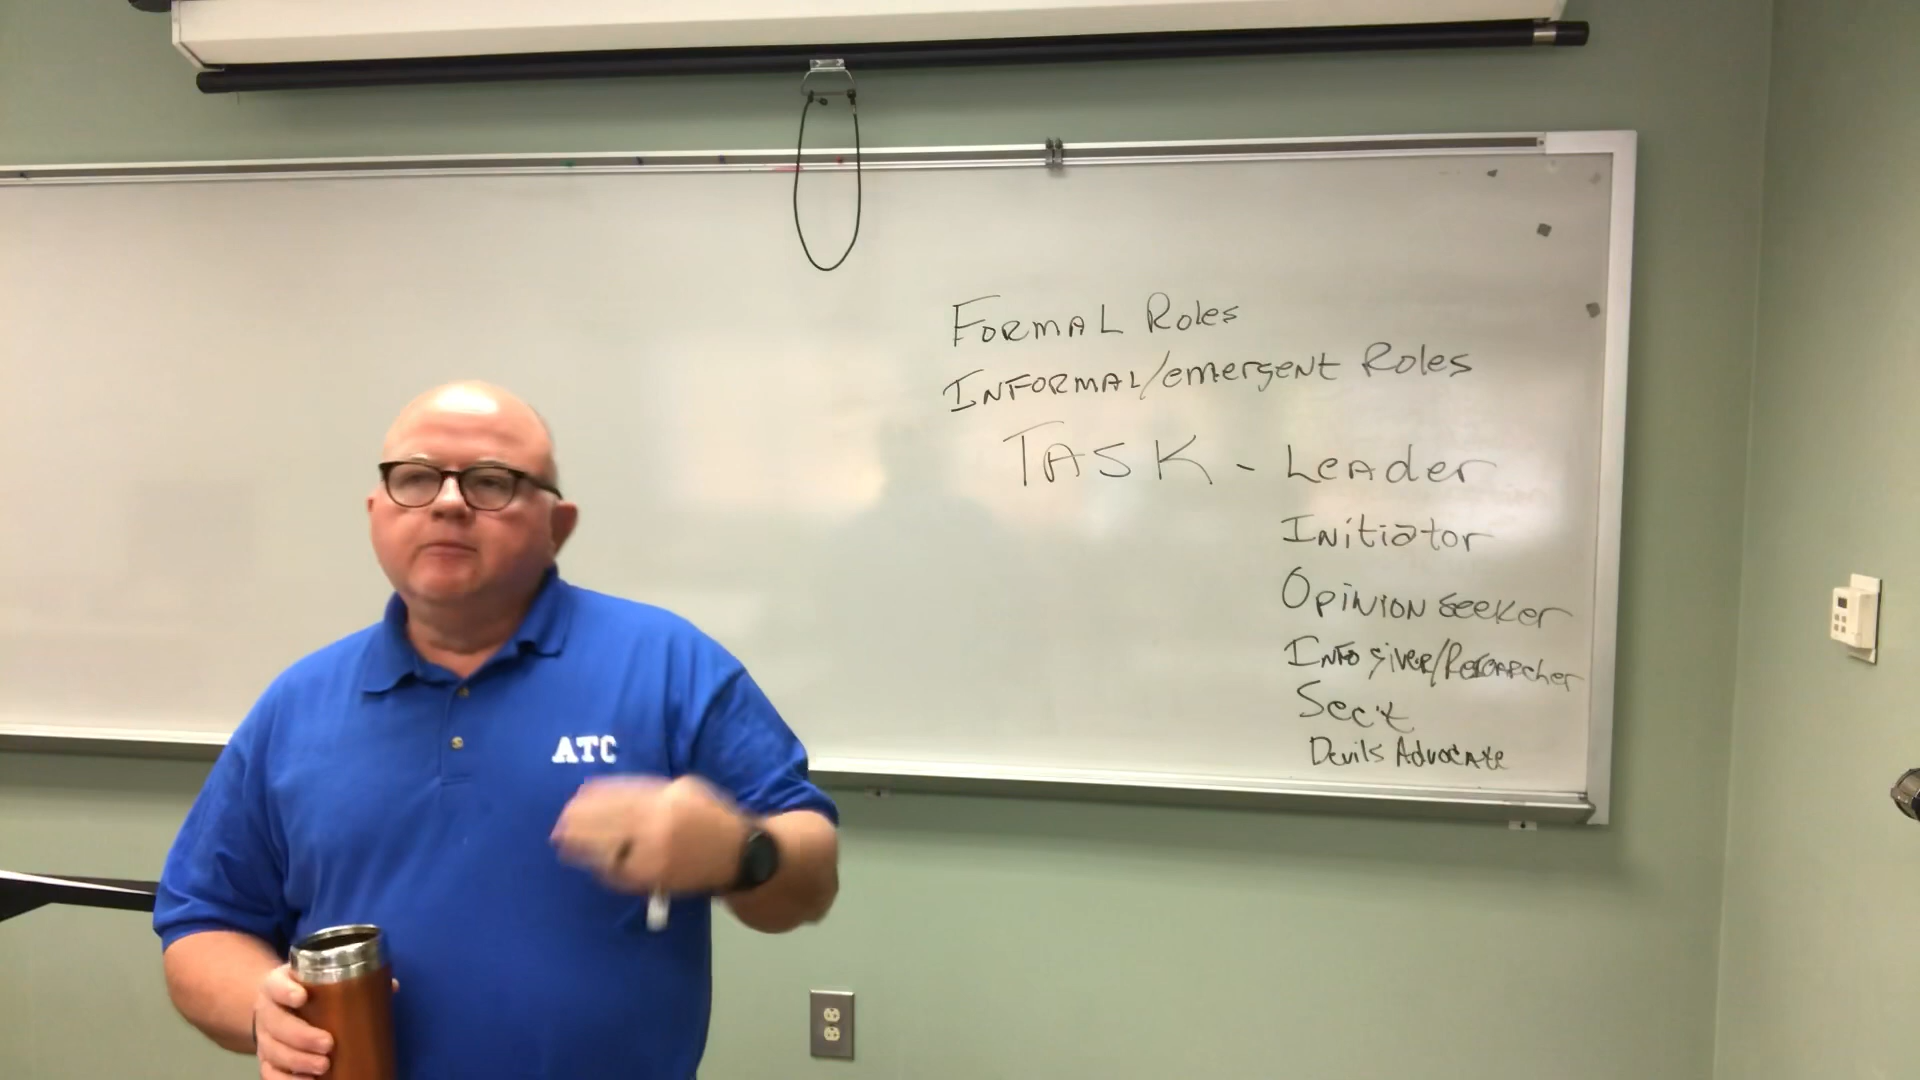 Formal Roles
Informal/emergent Roles
TASK - Leader
Initiator
Opinion seeker
Info giver/Researcher
Sec't
Devils Advocate
ATC